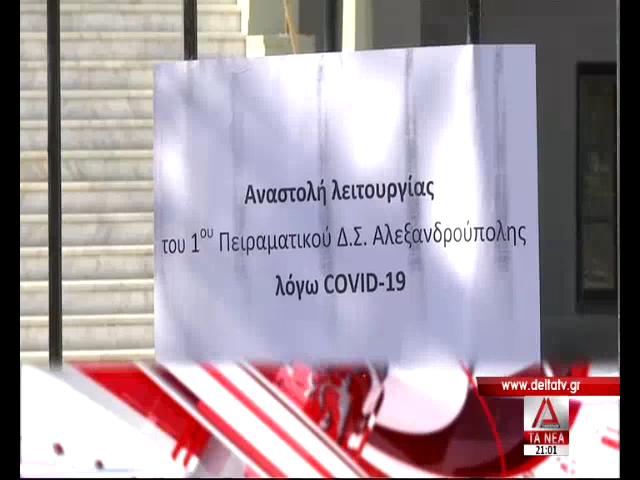 Αναστολή λειτουργίας
του 1ου Πειραματικού Δ.Σ. Αλεξανδρούπολης
λόγω COVID-19
www.deltatv.gr
ΤΑ ΝΕΑ
21:01